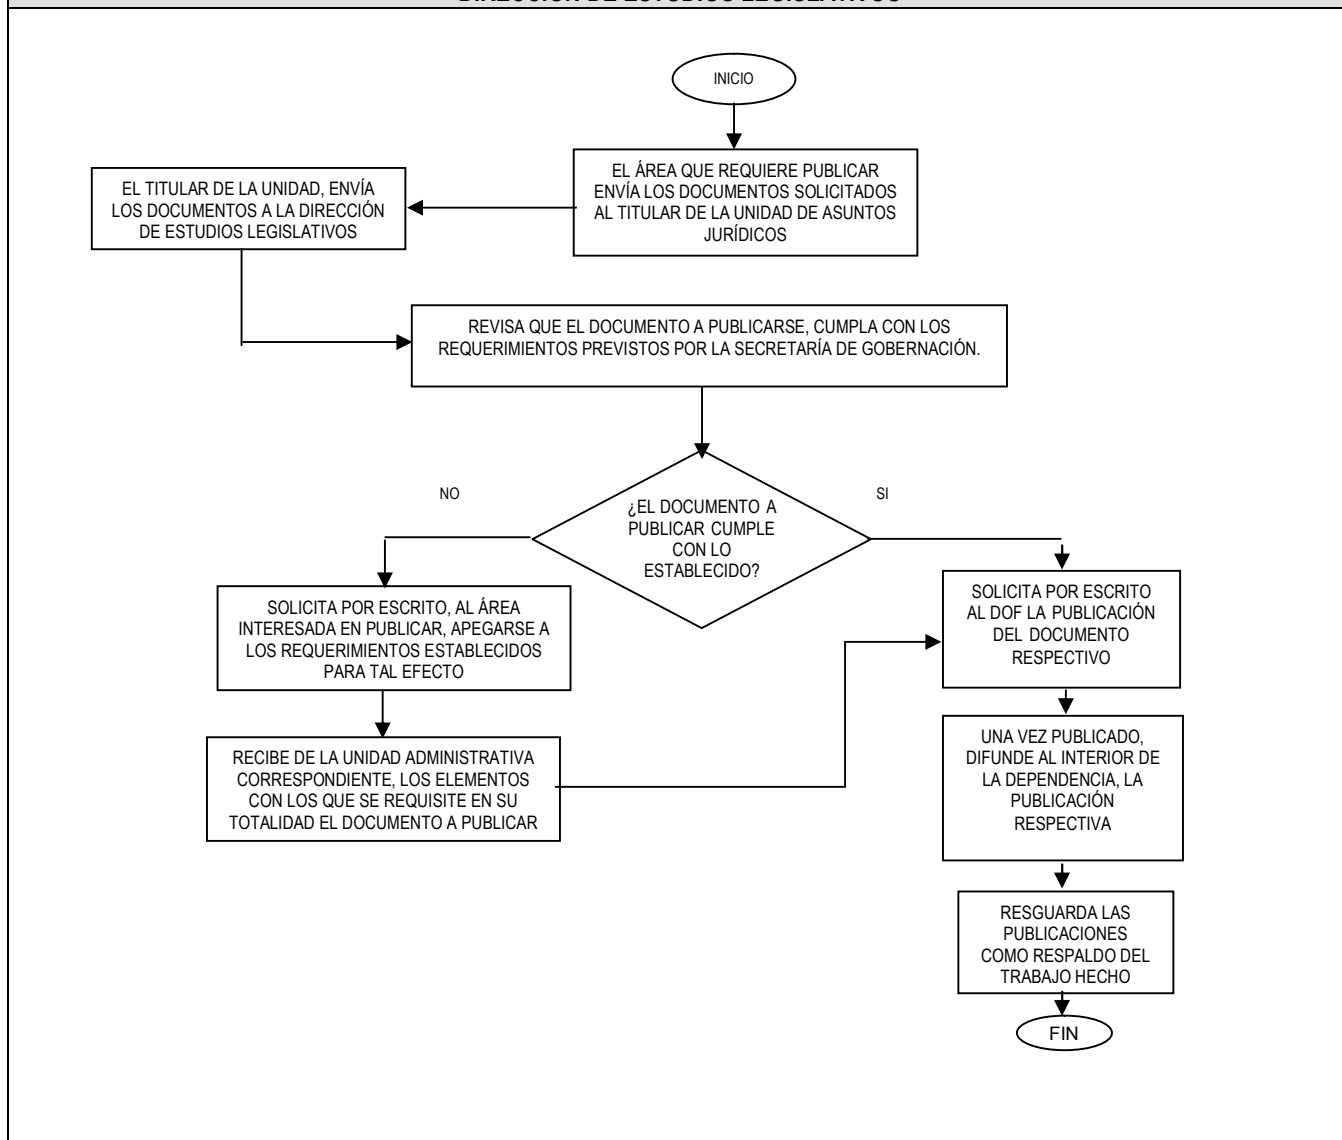 DIRECCIÓN DE ESTUDIOS LEGISLATIVOS
INICIO
EL ÁREA QUE REQUIERE PUBLICAR
ENVÍA LOS DOCUMENTOS SOLICITADOS
AL TITULAR DE LA UNIDAD DE ASUNTOS
JURÍDICOS
EL TITULAR DE LA UNIDAD, ENVÍA
LOS DOCUMENTOS A LA DIRECCIÓN
DE ESTUDIOS LEGISLATIVOS
REVISA QUE EL DOCUMENTO A PUBLICARSE, CUMPLA CON LOS
REQUERIMIENTOS PREVISTOS POR LA SECRETARÍA DE GOBERNACIÓN.
¿EL DOCUMENTO A
PUBLICAR CUMPLE
CON LO
ESTABLECIDO?
NO
SI
SOLICITA POR ESCRITO, AL ÁREA
INTERESADA EN PUBLICAR, APEGARSE A
LOS REQUERIMIENTOS ESTABLECIDOS
PARA TAL EFECTO
RECIBE DE LA UNIDAD ADMINISTRATIVA
CORRESPONDIENTE, LOS ELEMENTOS
CON LOS QUE SE REQUISITE EN SU
TOTALIDAD EL DOCUMENTO A PUBLICAR
SOLICITA POR ESCRITO
AL DOF LA PUBLICACIÓN
DEL DOCUMENTO
RESPECTIVO
UNA VEZ PUBLICADO,
DIFUNDE AL INTERIOR DE
LA DEPENDENCIA, LA
PUBLICACIÓN
RESPECTIVA
RESGUARDA LAS
PUBLICACIONES
COMO RESPALDO DEL
TRABAJO HECHO
FIN